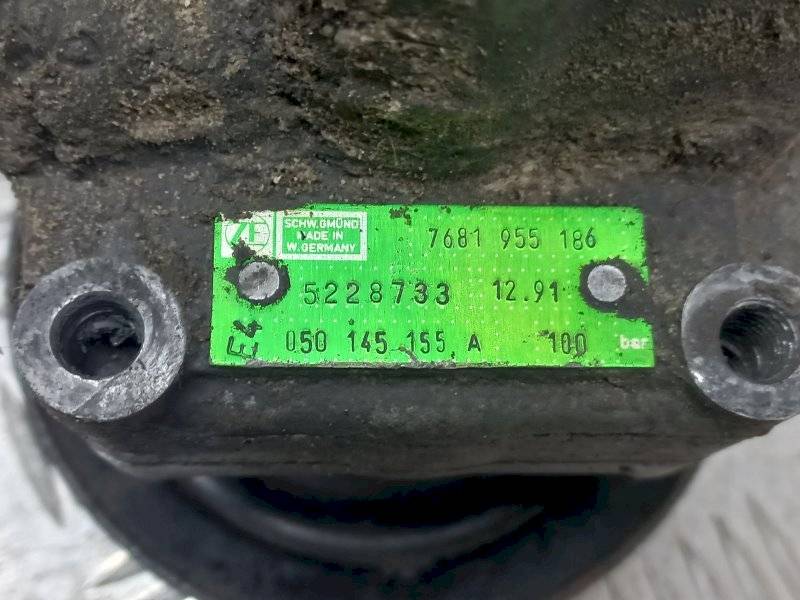 ZF SCHW.GMÜND
MADE IN
W.GERMANY
7681 955 186
5228733 12.91
E4
050 145 155 A 100 bar